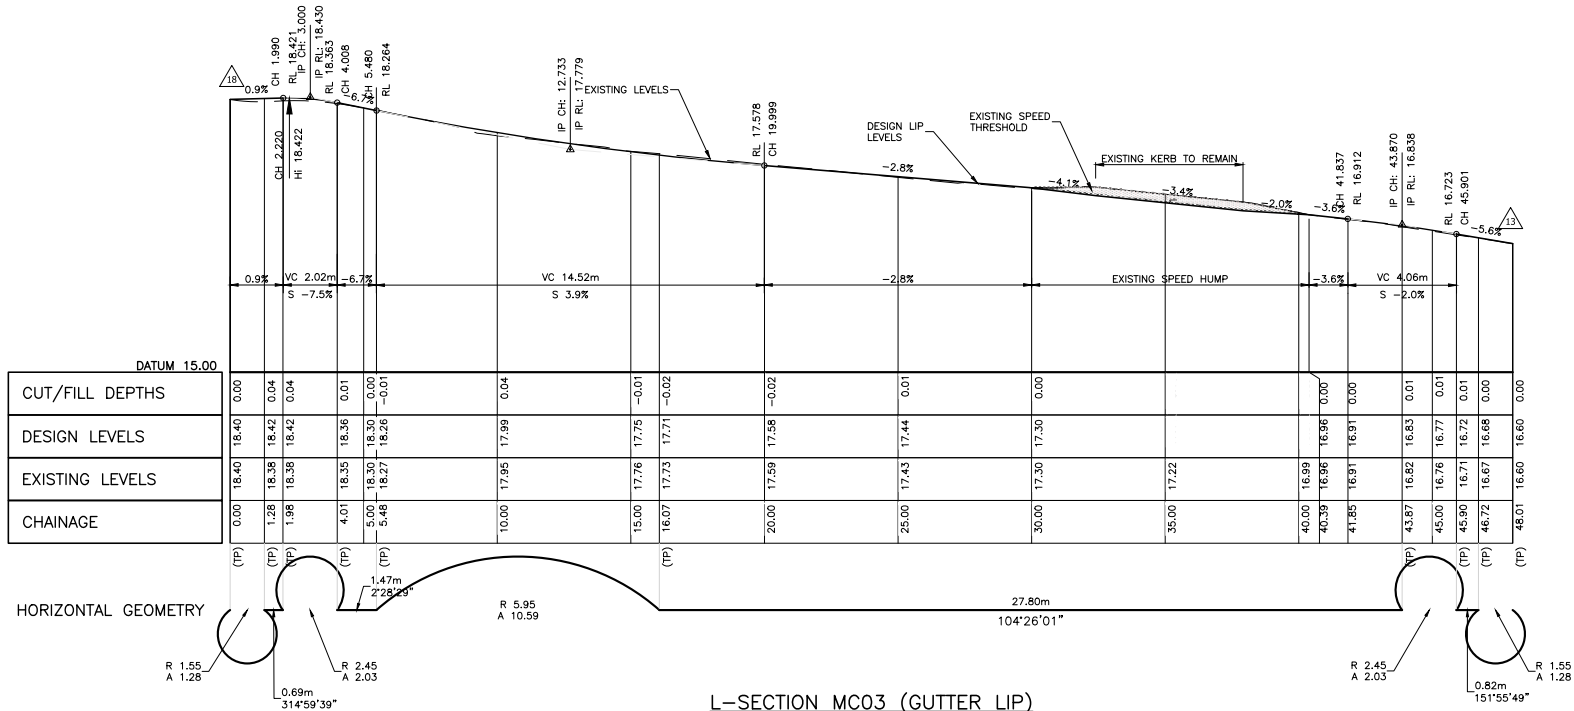 18
0.9%
CH 1.990
RL 18.421
IP CH: 3.000
IP RL: 18.430
RL 18.363
CH 4.008
-6.7%
CH 5.480
RL 18.264
CH 2.220
Hi 18.422
IP CH: 12.733
IP RL: 17.779
EXISTING LEVELS
RL 17.578
CH 19.999
-2.8%
DESIGN LIP
LEVELS
EXISTING SPEED
THRESHOLD
EXISTING KERB TO REMAIN
-4.1%
-3.4%
-2.0%
-3.6%
CH 41.837
RL 16.912
IP CH: 43.870
IP RL: 16.838
RL 16.723
CH 45.901
-5.6%
13
0.9%
VC 2.02m
S -7.5%
-6.7%
VC 14.52m
S 3.9%
-2.8%
EXISTING SPEED HUMP
-3.6%
VC 4.06m
S -2.0%
DATUM 15.00
CUT/FILL DEPTHS 0.00 0.04 0.04 0.01 0.00 -0.01 0.04 -0.01 -0.02 -0.02 0.01 0.00 0.00 0.00 0.01 0.01 0.01 0.00 0.00
DESIGN LEVELS 18.40 18.42 18.42 18.36 18.30 18.26 17.99 17.75 17.71 17.58 17.44 17.30 16.96 16.91 16.83 16.77 16.72 16.68 16.60
EXISTING LEVELS 18.40 18.38 18.38 18.35 18.30 18.27 17.95 17.76 17.73 17.59 17.43 17.30 17.22 16.99 16.96 16.91 16.82 16.76 16.71 16.67 16.60
CHAINAGE 0.00 1.28 1.98 4.01 5.00 5.48 10.00 15.00 16.07 20.00 25.00 30.00 35.00 40.00 40.39 41.85 43.87 45.00 45.90 46.72 48.01
(TP) (TP) (TP) (TP) (TP) (TP) (TP) (TP) (TP) (TP)
HORIZONTAL GEOMETRY
R 1.55
A 1.28
0.69m
314°59'39"
R 2.45
A 2.03
1.47m
2°28'29"
R 5.95
A 10.59
27.80m
104°26'01"
R 2.45
A 2.03
0.82m
151°55'49"
R 1.55
A 1.28
L-SECTION MC03 (GUTTER LIP)